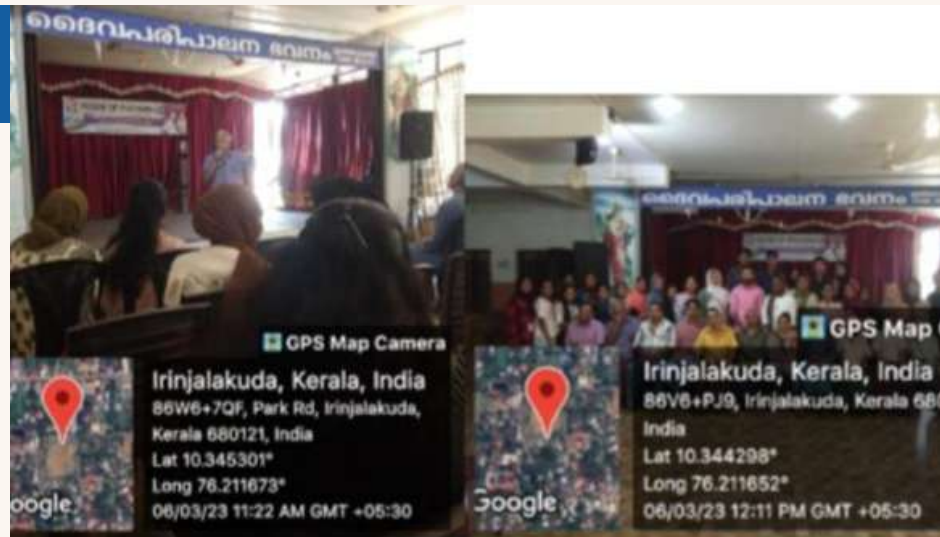 ദൈവപരിപാലന ഭവനം
GPS Map Camera
Irinjalakuda, Kerala, India
86W6+7QF, Park Rd, Irinjalakuda,
Kerala 680121, India
Lat 10.345301°
Long 76.211673°
06/03/23 11:22 AM GMT +05:30
oogle
ദൈവപരിപാലന ഭവനം
GPS Map
Irinjalakuda, Kerala, India
86V6+PJ9, Irinjalakuda, Kerala 680
India
Lat 10.344298°
Long 76.211652°
06/03/23 12:11 PM GMT +05:30
Google